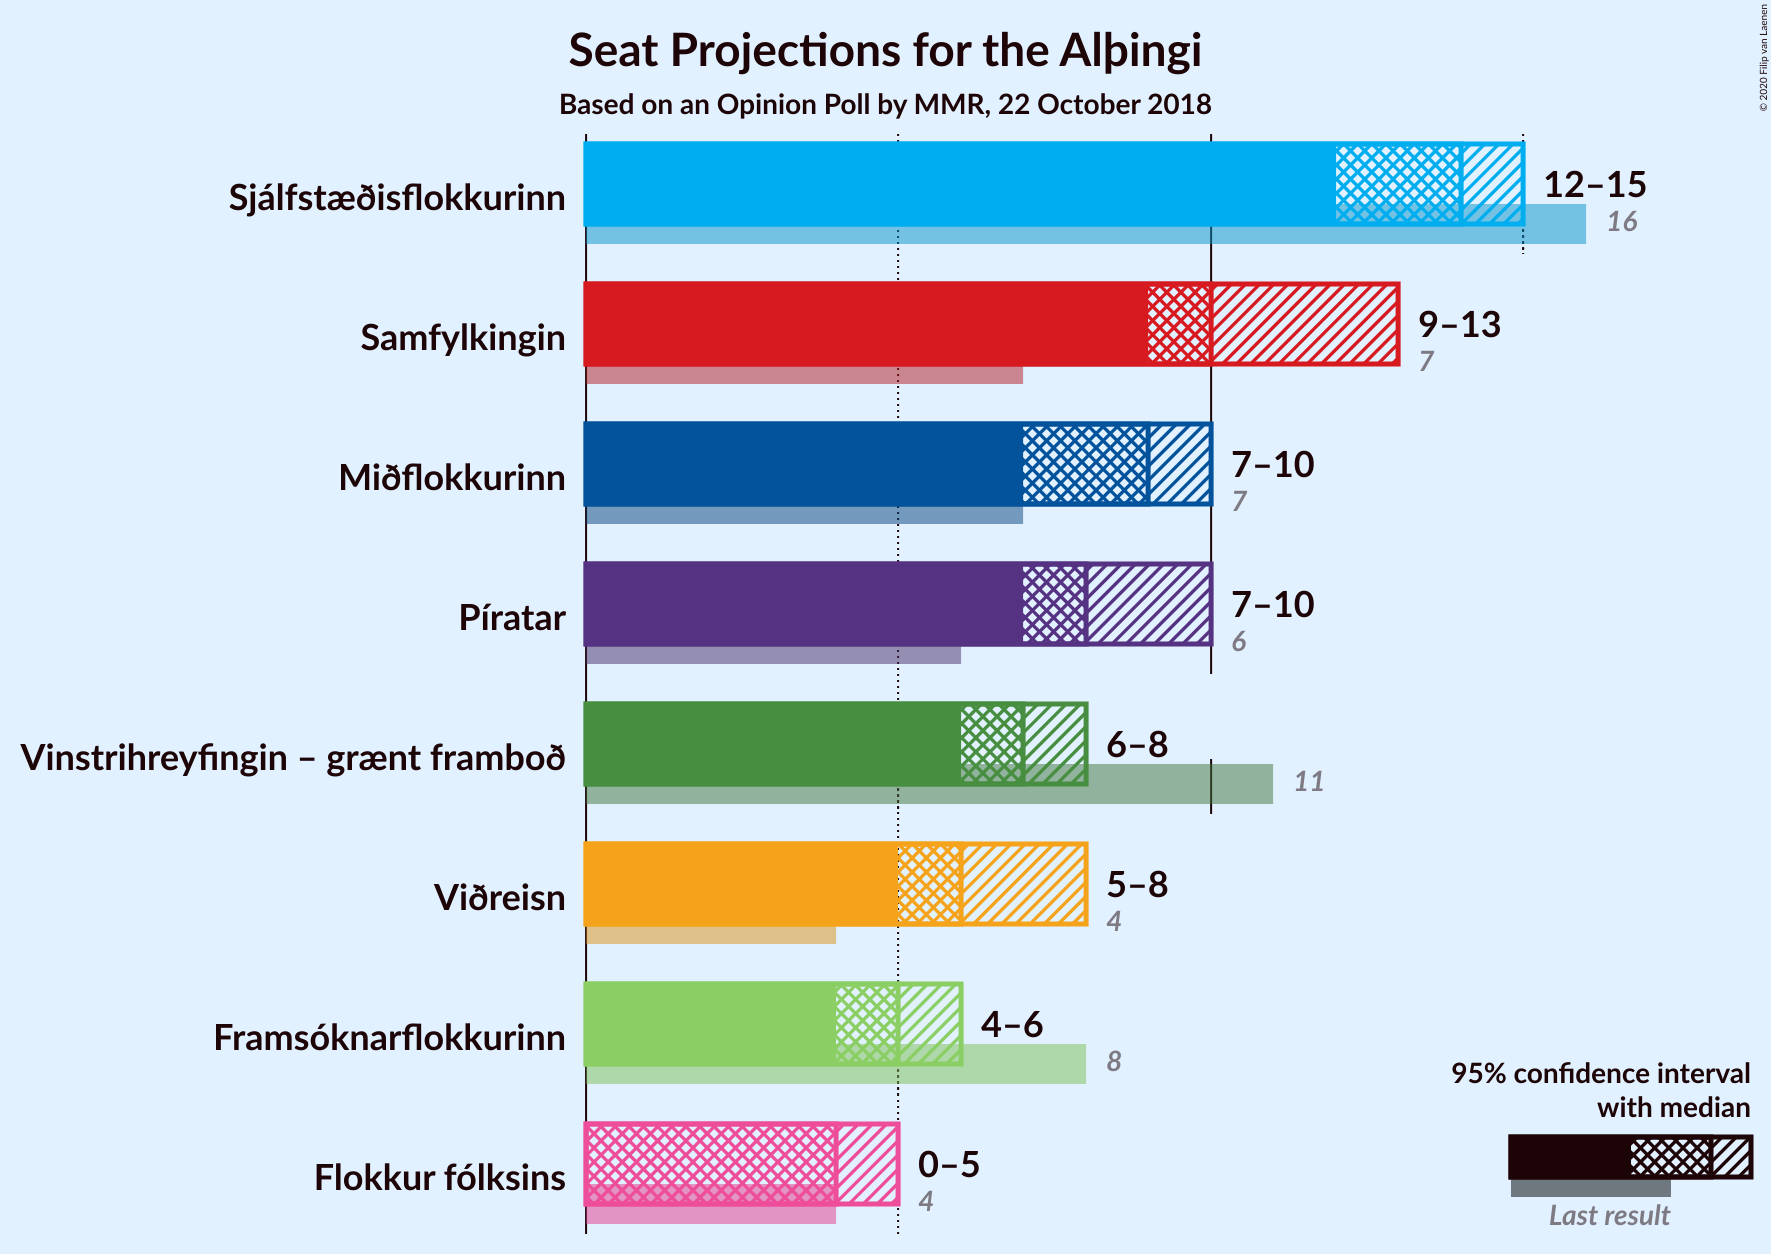 Seat Projections for the Alþingi
Based on an Opinion Poll by MMR, 22 October 2018
© 2020 Filip van Laenen
Sjálfstæðisflokkurinn
12–15
16
Samfylkingin
9–13
7
Miðflokkurinn
7–10
7
Píratar
7–10
6
Vinstrihreyfingin – grænt framboð
6–8
11
Viðreisn
5–8
4
Framsóknarflokkurinn
4–6
8
Flokkur fólksins
0–5
4
95% confidence interval
with median
Last result